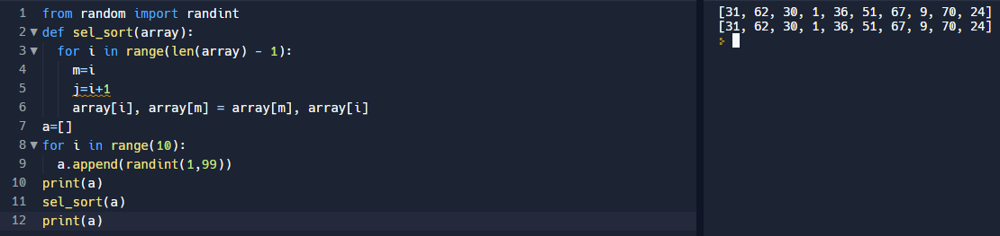 1 from random import randint
2 def sel_sort(array):
3   for i in range(len(array) - 1):
4     m=i
5     j=i+1
6     array[i], array[m] = array[m], array[i]
7 a=[]
8 for i in range(10):
9   a.append(randint(1,99))
10 print(a)
11 sel_sort(a)
12 print(a)
[31, 62, 30, 1, 36, 51, 67, 9, 70, 24]
[31, 62, 30, 1, 36, 51, 67, 9, 70, 24]